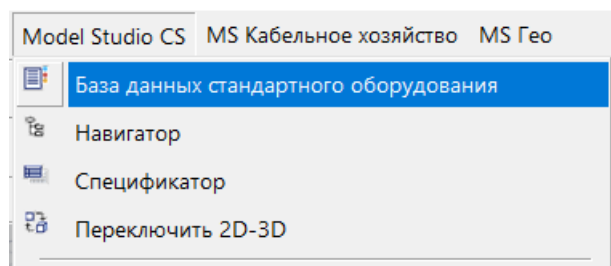 Model Studio CS MS Кабельное хозяйство MS Гео
База данных стандартного оборудования
Навигатор
Спецификатор
Переключить 2D-3D